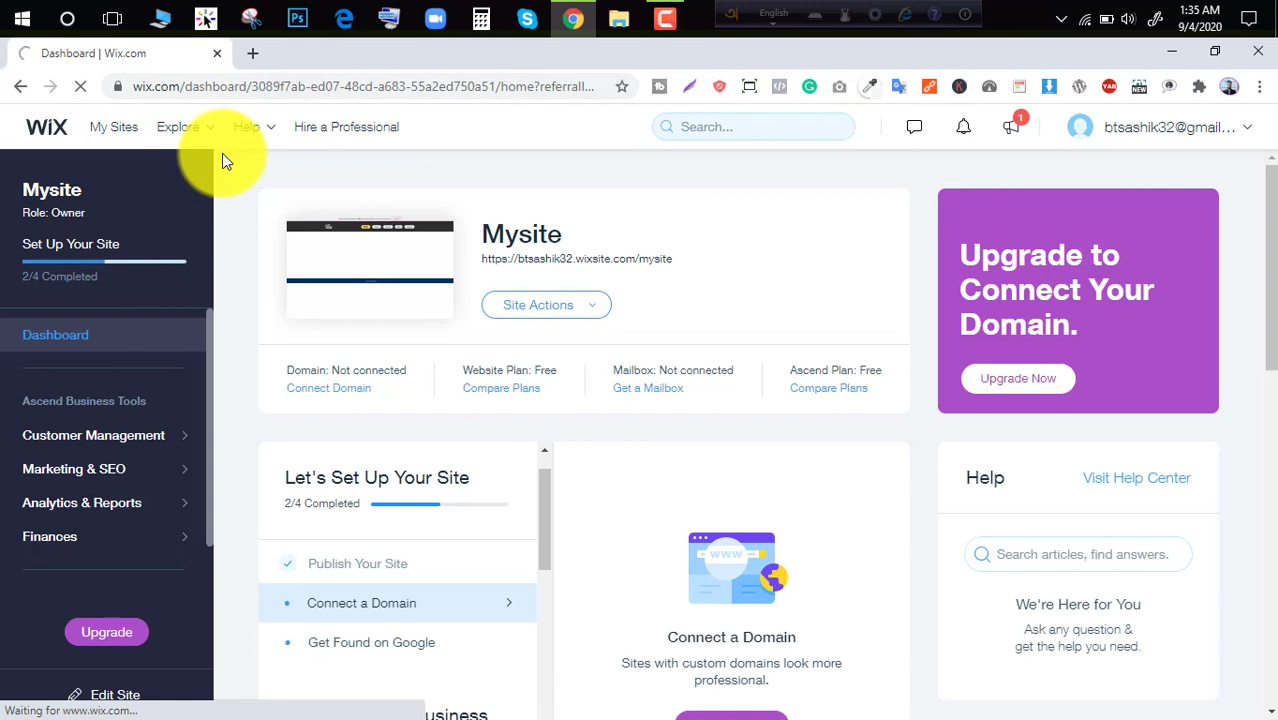 English
1:35 AM
9/4/2020
Dashboard | Wix.com
wix.com/dashboard/3089f7ab-ed07-48cd-a683-55a2ed750a51/home?referrall...
WiX
My Sites
Explore
Help
Hire a Professional
Search...
1
btsashik32@gmail....
Mysite
Role: Owner
Set Up Your Site
2/4 Completed
Dashboard
Ascend Business Tools
Customer Management
Marketing & SEO
Analytics & Reports
Finances
Upgrade
Edit Site
Waiting for www.wix.com...
Mysite
https://btsashik32.wixsite.com/mysite
Site Actions
Domain: Not connected
Connect Domain
Website Plan: Free
Compare Plans
Mailbox: Not connected
Get a Mailbox
Ascend Plan: Free
Compare Plans
Upgrade to
Connect Your
Domain.
Upgrade Now
Let's Set Up Your Site
2/4 Completed
Publish Your Site
Connect a Domain
Get Found on Google
usiness
www
Connect a Domain
Sites with custom domains look more
professional.
Help
Visit Help Center
Search articles, find answers.
We're Here for You
Ask any question &
get the help you need.